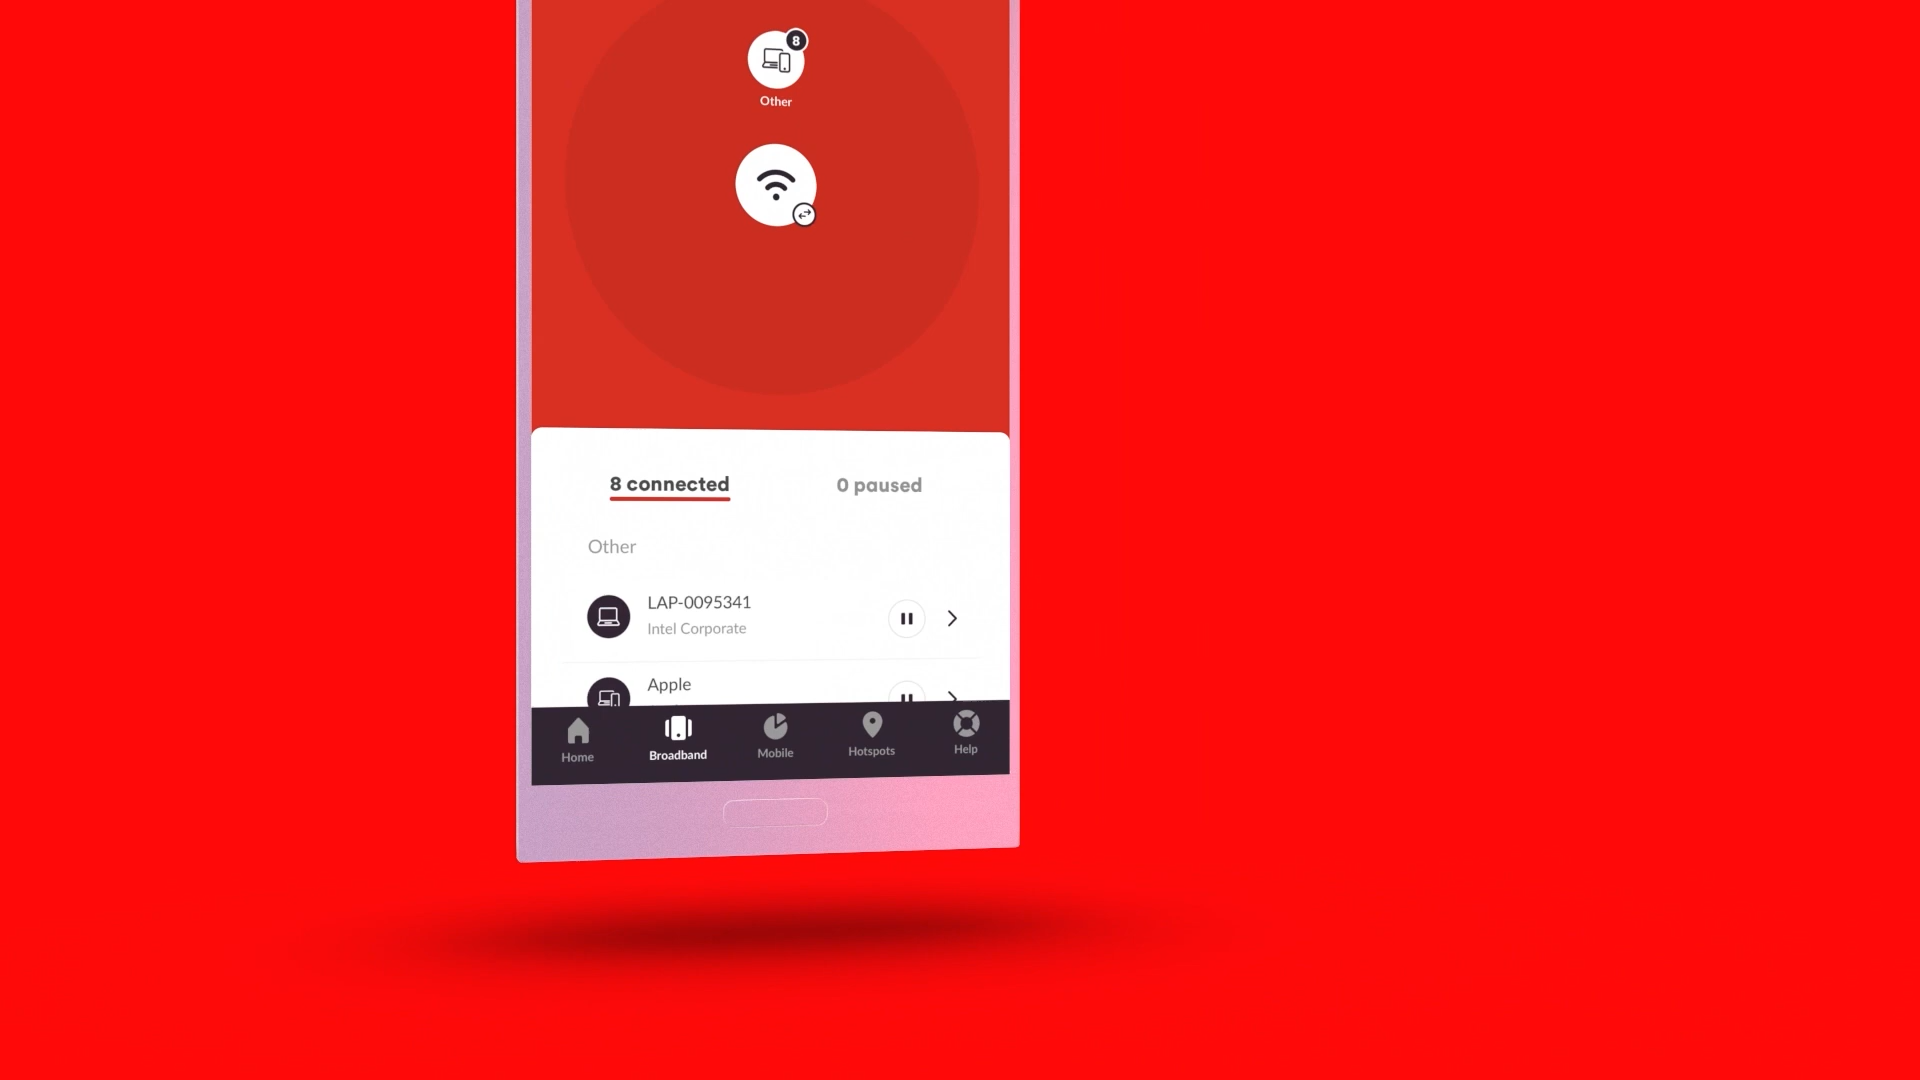 8
Other
8 connected
0 paused
Other
LAP-0095341
Intel Corporate
Apple
Home
Broadband
Mobile
Hotspots
Help